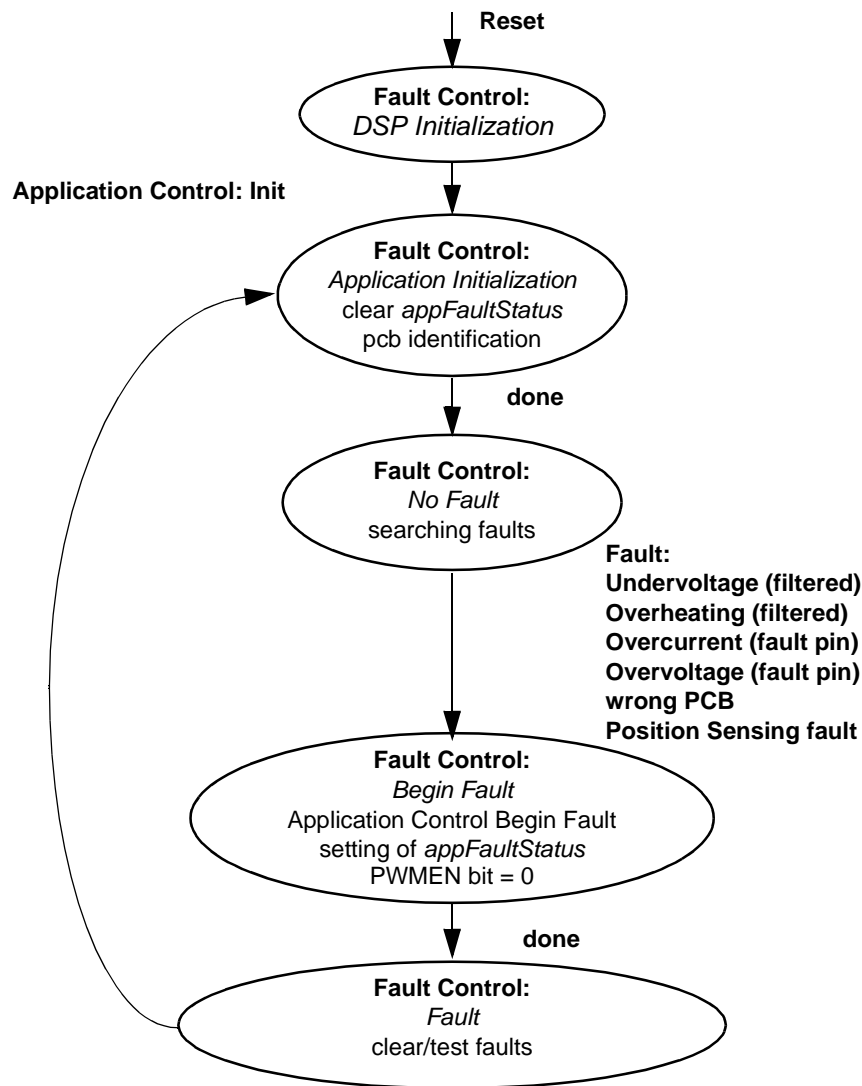 Reset
Fault Control:
DSP Initialization
Application Control: Init
Fault Control:
Application Initialization
clear appFaultStatus
pcb identification
done
Fault Control:
No Fault
searching faults
Fault:
Undervoltage (filtered)
Overheating (filtered)
Overcurrent (fault pin)
Overvoltage (fault pin)
wrong PCB
Position Sensing fault
Fault Control:
Begin Fault
Application Control Begin Fault
setting of appFaultStatus
PWMEN bit = 0
done
Fault Control:
Fault
clear/test faults